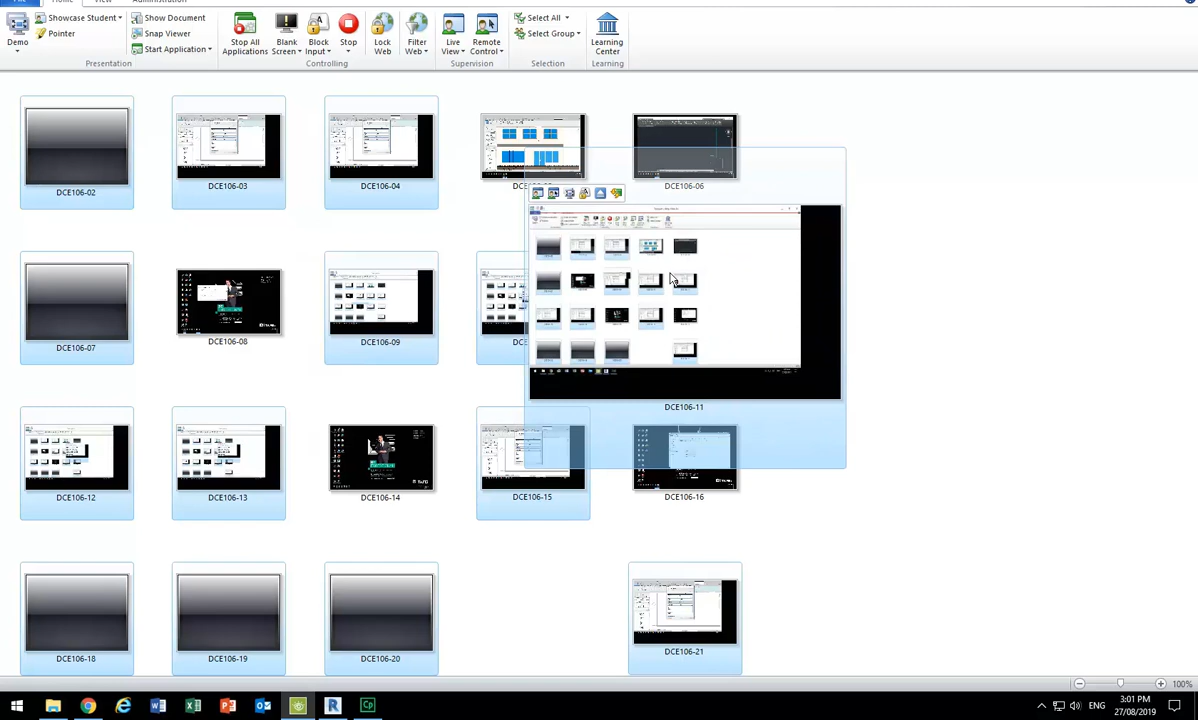 Home View Administration
Demo
Showcase Student
Pointer
Show Document
Snap Viewer
Start Application
Presentation
Stop All Applications
Blank Screen
Block Input
Stop
Lock Web
Filter Web
Controlling
Live View
Remote Control
Supervision
Select All
Select Group
Selection
Learning Center
Learning
DCE106-02
DCE106-03
DCE106-04
DCE106-06
DCE106-07
DCE106-08
DCE106-09
DCE106-11
DCE106-12
DCE106-13
DCE106-14
DCE106-15
DCE106-16
DCE106-18
DCE106-19
DCE106-20
DCE106-21
100%
ENG
3:01 PM
27/08/2019